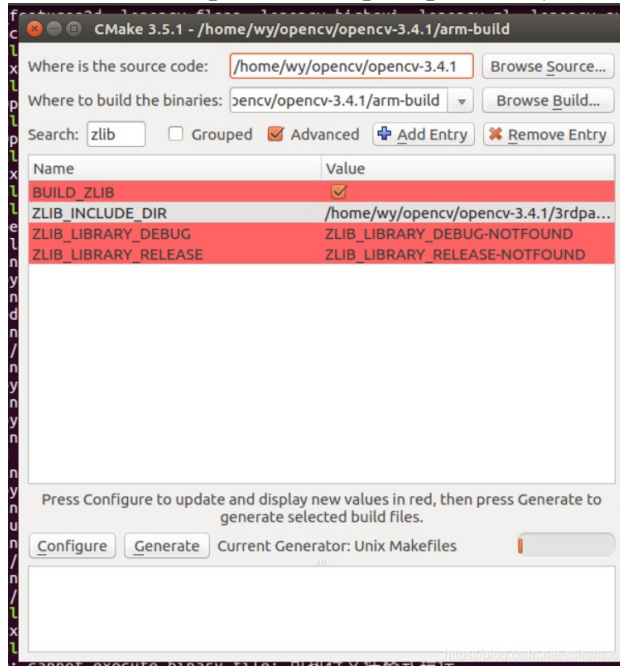 CMake 3.5.1 - /home/wy/opencv/opencv-3.4.1/arm-build
Where is the source code: /home/wy/opencv/opencv-3.4.1 Browse Source...
Where to build the binaries: pencv/opencv-3.4.1/arm-build Browse Build...
Search: zlib Grouped Advanced Add Entry Remove Entry
Name Value
BUILD_ZLIB
ZLIB_INCLUDE_DIR /home/wy/opencv/opencv-3.4.1/3rdpa...
ZLIB_LIBRARY_DEBUG ZLIB_LIBRARY_DEBUG-NOTFOUND
ZLIB_LIBRARY_RELEASE ZLIB_LIBRARY_RELEASE-NOTFOUND
Press Configure to update and display new values in red, then press Generate to
generate selected build files.
Configure Generate Current Generator: Unix Makefiles
cannot execute binary file: